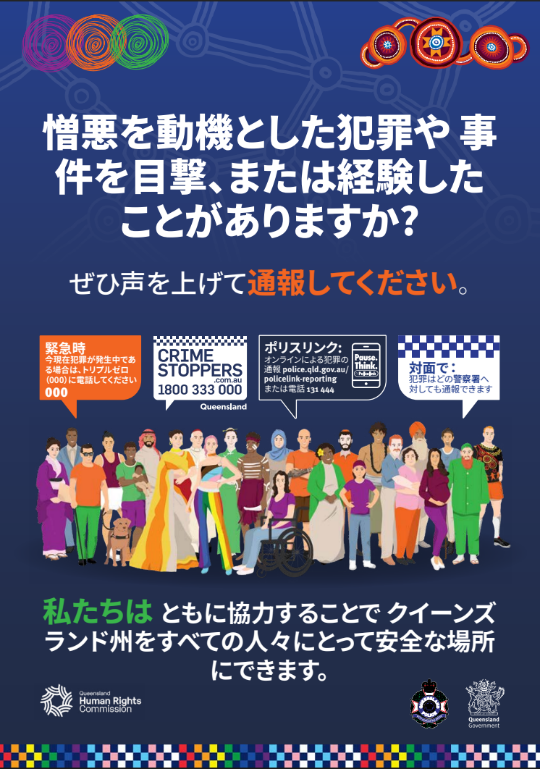 憎悪を動機とした犯罪や 事
件を目撃、または経験した
ことがありますか?
ぜひ声を上げて通報してください。
緊急時
今現在犯罪が発生中であ
る場合は、トリプルゼロ
（000）に電話してください
000
CRIME
STOPPERS
.com.au
1800 333 000
Queensland
ポリスリンク:
オンラインによる犯罪の
通報 police.qld.gov.au/
policelink-reporting
または電話 131 444
Pause.
Think.
対面で：
犯罪はどの警察署へ
対しても通報できます
私たちは ともに協力することで クイーンズ
ランド州をすべての人々にとって安全な場所
にできます。
Queensland
Human Rights
Commission
Queensland
Government